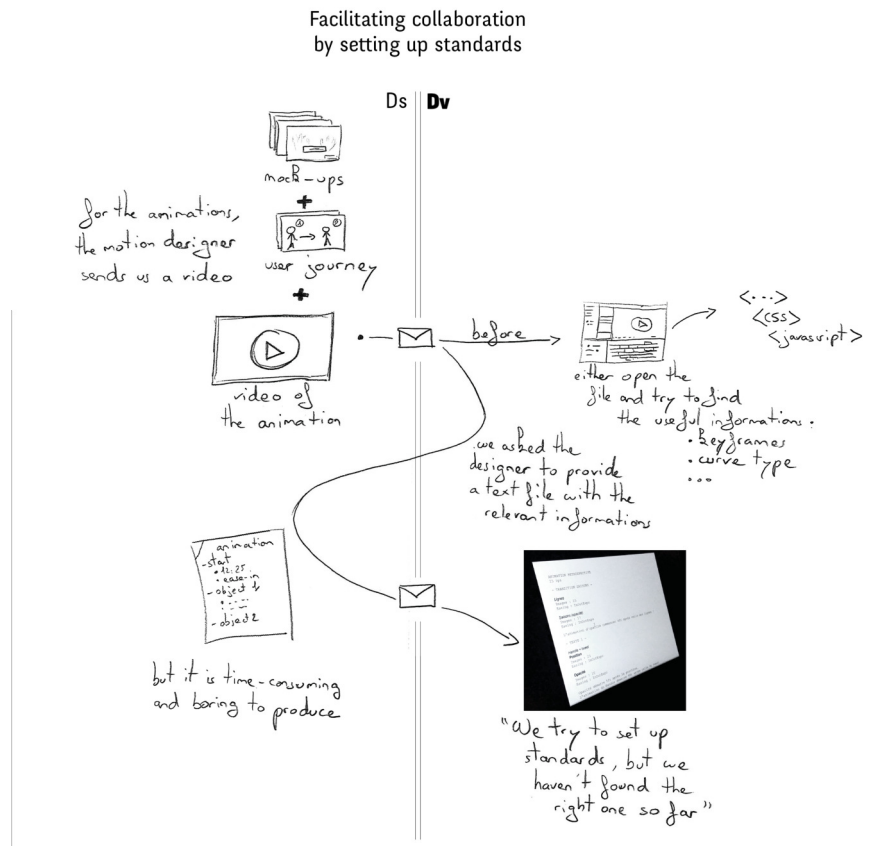 Facilitating collaboration
by setting up standards
Ds Dv
mock-ups
+
for the animations,
the motion designer
sends us a video
user journey
+
video of
the animation
before
<...>
<css>
<javascript>
either open the
file and try to find
the useful informations.
• keyframes
• curve type
...
we asked the
designer to provide
a text file with the
relevant informations
animation
- start
• 12:25
• ease-in
- object 1
- object 2
but it is time-consuming
and boring to produce
"We try to set up
standards, but we
haven't found the
right one so far"